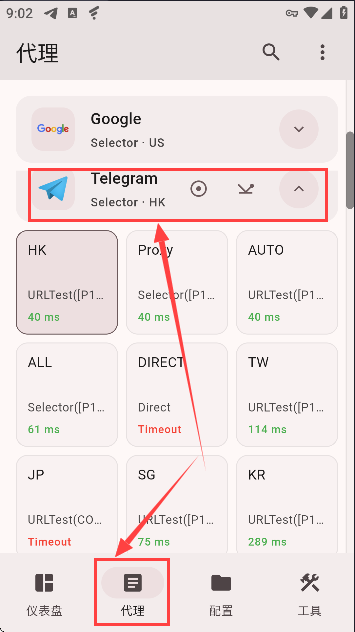 9:02
A
代理
Google
Google
Selector · US
Telegram
Selector · HK
HK
Proxy
AUTO
URLTest([P1...
Selector([P1...
URLTest([P1...
40 ms
40 ms
40 ms
ALL
DIRECT
TW
Selector([P1...
Direct
URLTest([P1...
61 ms
Timeout
114 ms
JP
SG
KR
URLTest(CO...
URLTest([P1...
URLTest([P1...
Timeout
75 ms
289 ms
仪表盘
代理
配置
工具